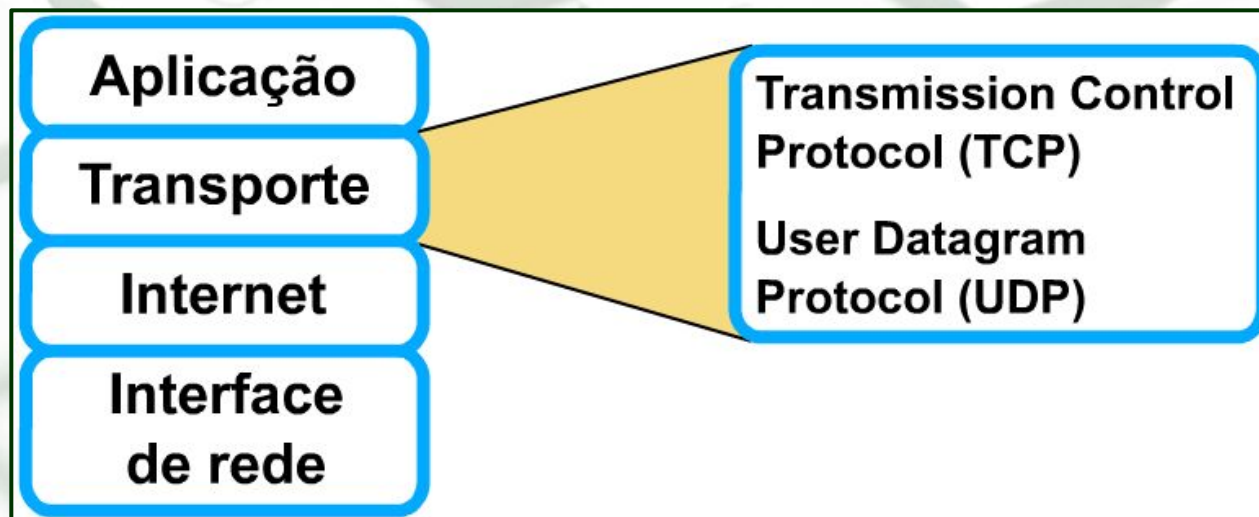 Aplicação
Transporte
Internet
Interface
de rede
Transmission Control
Protocol (TCP)
User Datagram
Protocol (UDP)